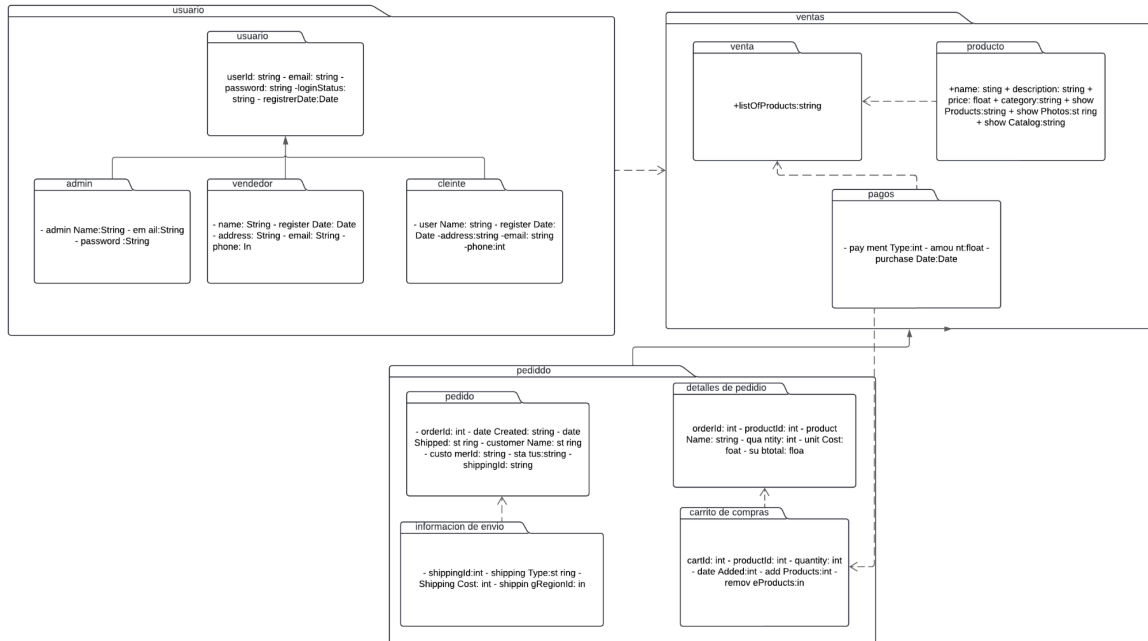 usuario
usuario
userId: string - email: string -
password: string -loginStatus:
string - registrerDate:Date
admin
- admin Name:String - em ail:String
- password :String
vendedor
- name: String - register Date: Date
- address: String - email: String -
phone: In
cleinte
- user Name: string - register Date:
Date -address:string -email: string
-phone:int
ventas
venta
+listOfProducts:string
producto
+name: sting + description: string +
price: float + category:string + show
Products:string + show Photos:st ring
+ show Catalog:string
pagos
- pay ment Type:int - amou nt:float -
purchase Date:Date
pediddo
pedido
- orderId: int - date Created: string - date
Shipped: st ring - customer Name: st ring
- custo merId: string - sta tus:string -
shippingId: string
detalles de pedidio
orderId: int - productId: int - product
Name: string - qua ntity: int - unit Cost:
foat - su btotal: floa
informacion de envio
- shippingId:int - shipping Type:st ring -
Shipping Cost: int - shippin gRegionId: in
carrito de compras
cartId: int - productId: int - quantity: int
- date Added:int - add Products:int -
remov eProducts:in